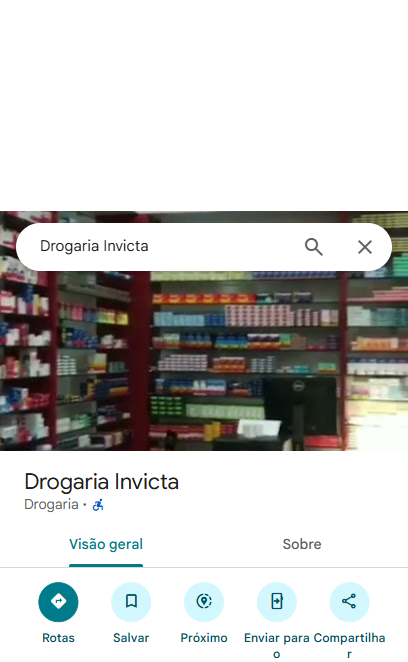 Drogaria Invicta
Drogaria Invicta
Drogaria •
Visão geral
Sobre
Rotas
Salvar
Próximo
Enviar para o
Compartilhar